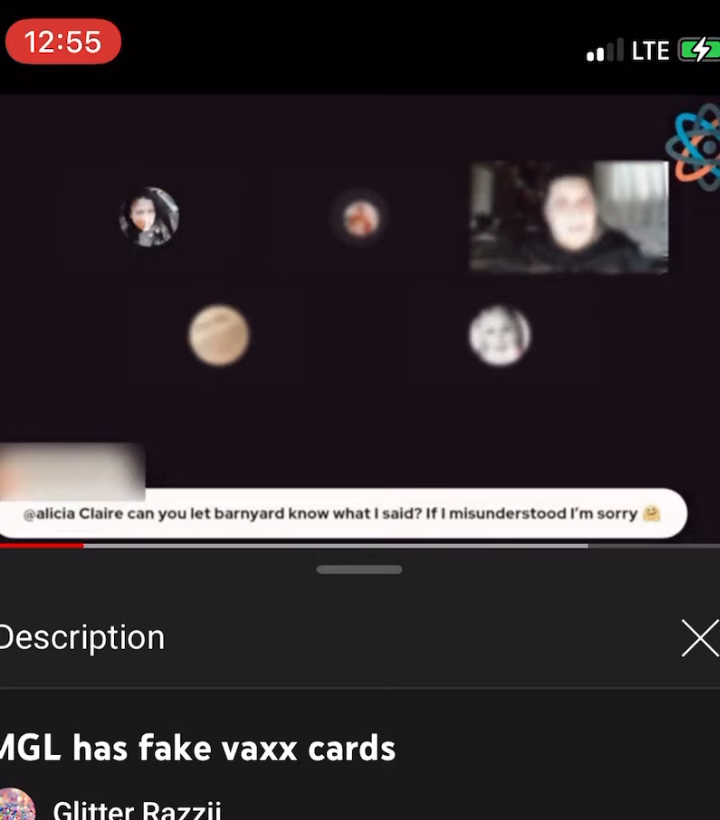 12:55
LTE
@alicia Claire can you let barnyard know what I said? If I misunderstood I'm sorry 🤗
Description
MGL has fake vaxx cards
Glitter Razzii